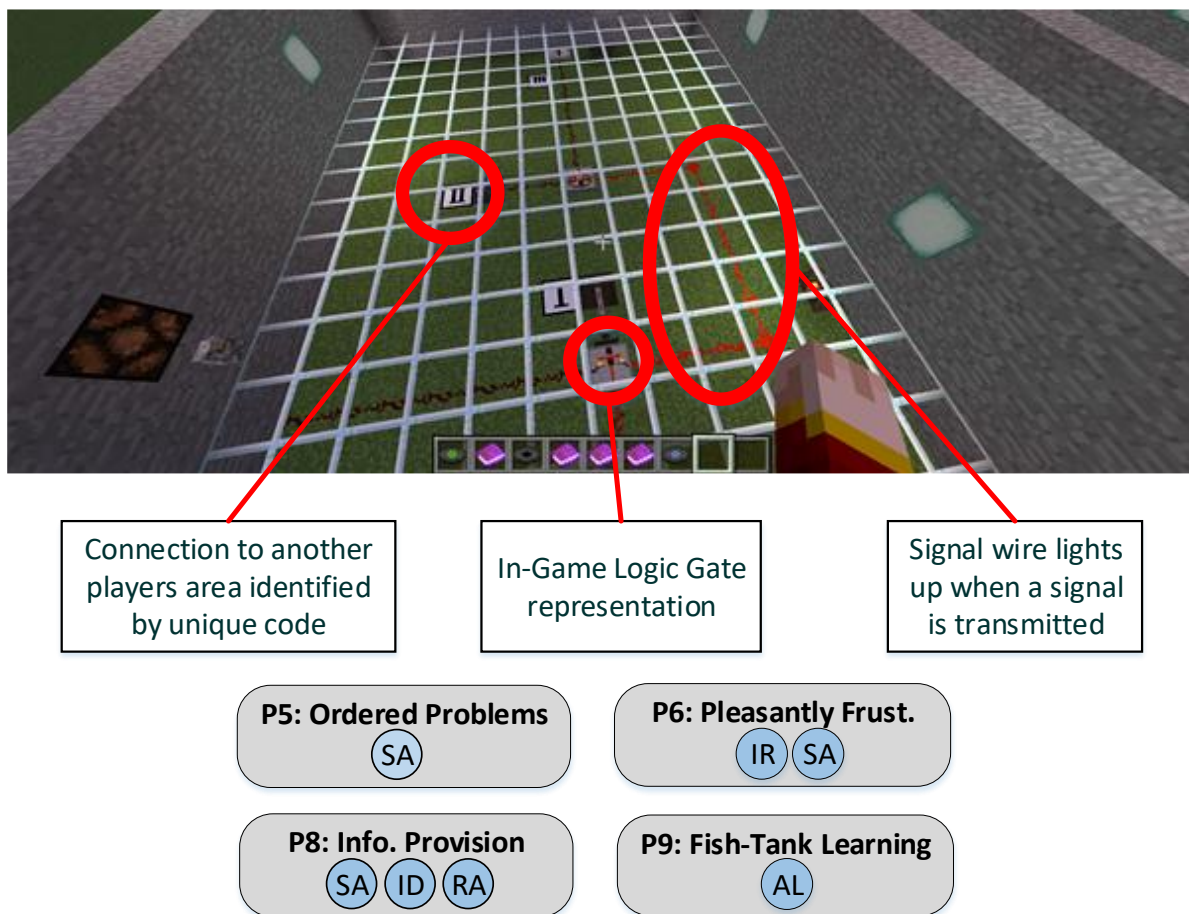 III
II
I
Connection to another
players area identified
by unique code
In-Game Logic Gate
representation
Signal wire lights
up when a signal
is transmitted
P5: Ordered Problems
SA
P6: Pleasantly Frust.
IR SA
P8: Info. Provision
SA ID RA
P9: Fish-Tank Learning
AL